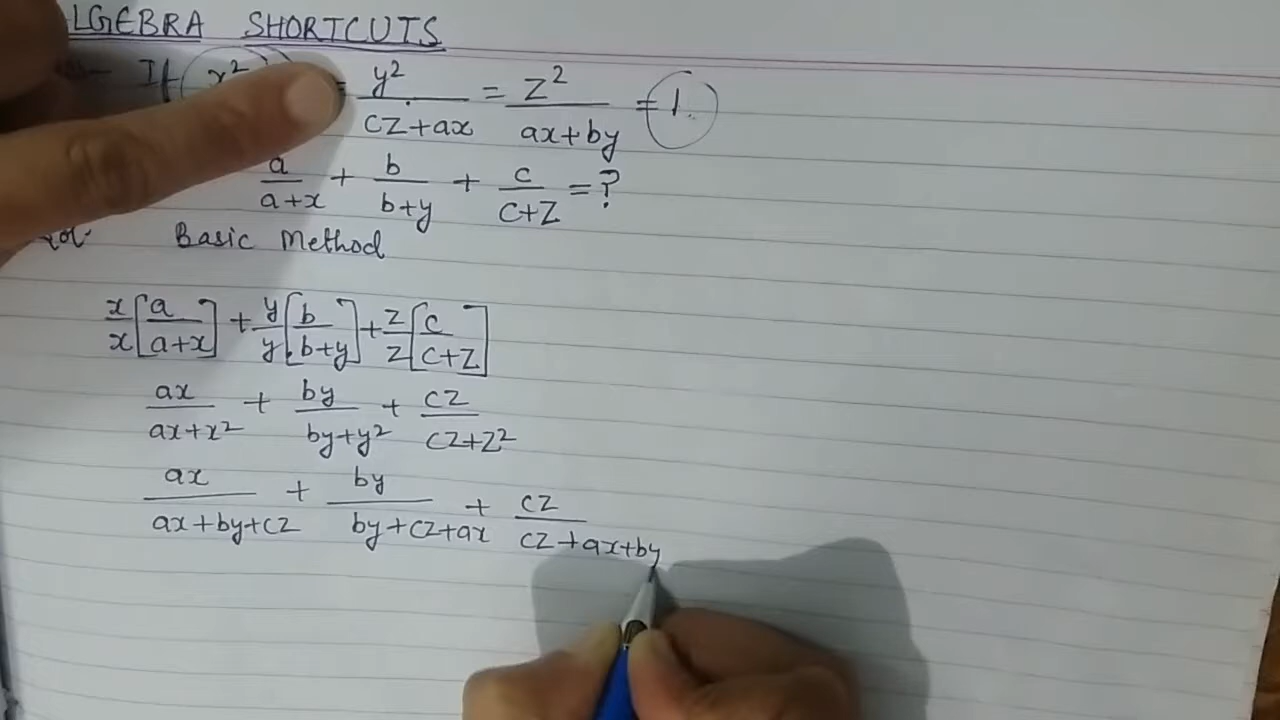 LGEBRA SHORTCUTS
If x² = y²/(cz+ax) = z²/(ax+by) = 1.
a/(a+x) + b/(b+y) + c/(c+z) = ?
Basic Method
x/x[a/(a+x)] + y/y[b/(b+y)] + z/z[c/(c+z)]
ax/(ax+x²) + by/(by+y²) + cz/(cz+z²)
ax/(ax+by+cz) + by/(by+cz+ax) + cz/(cz+ax+by)